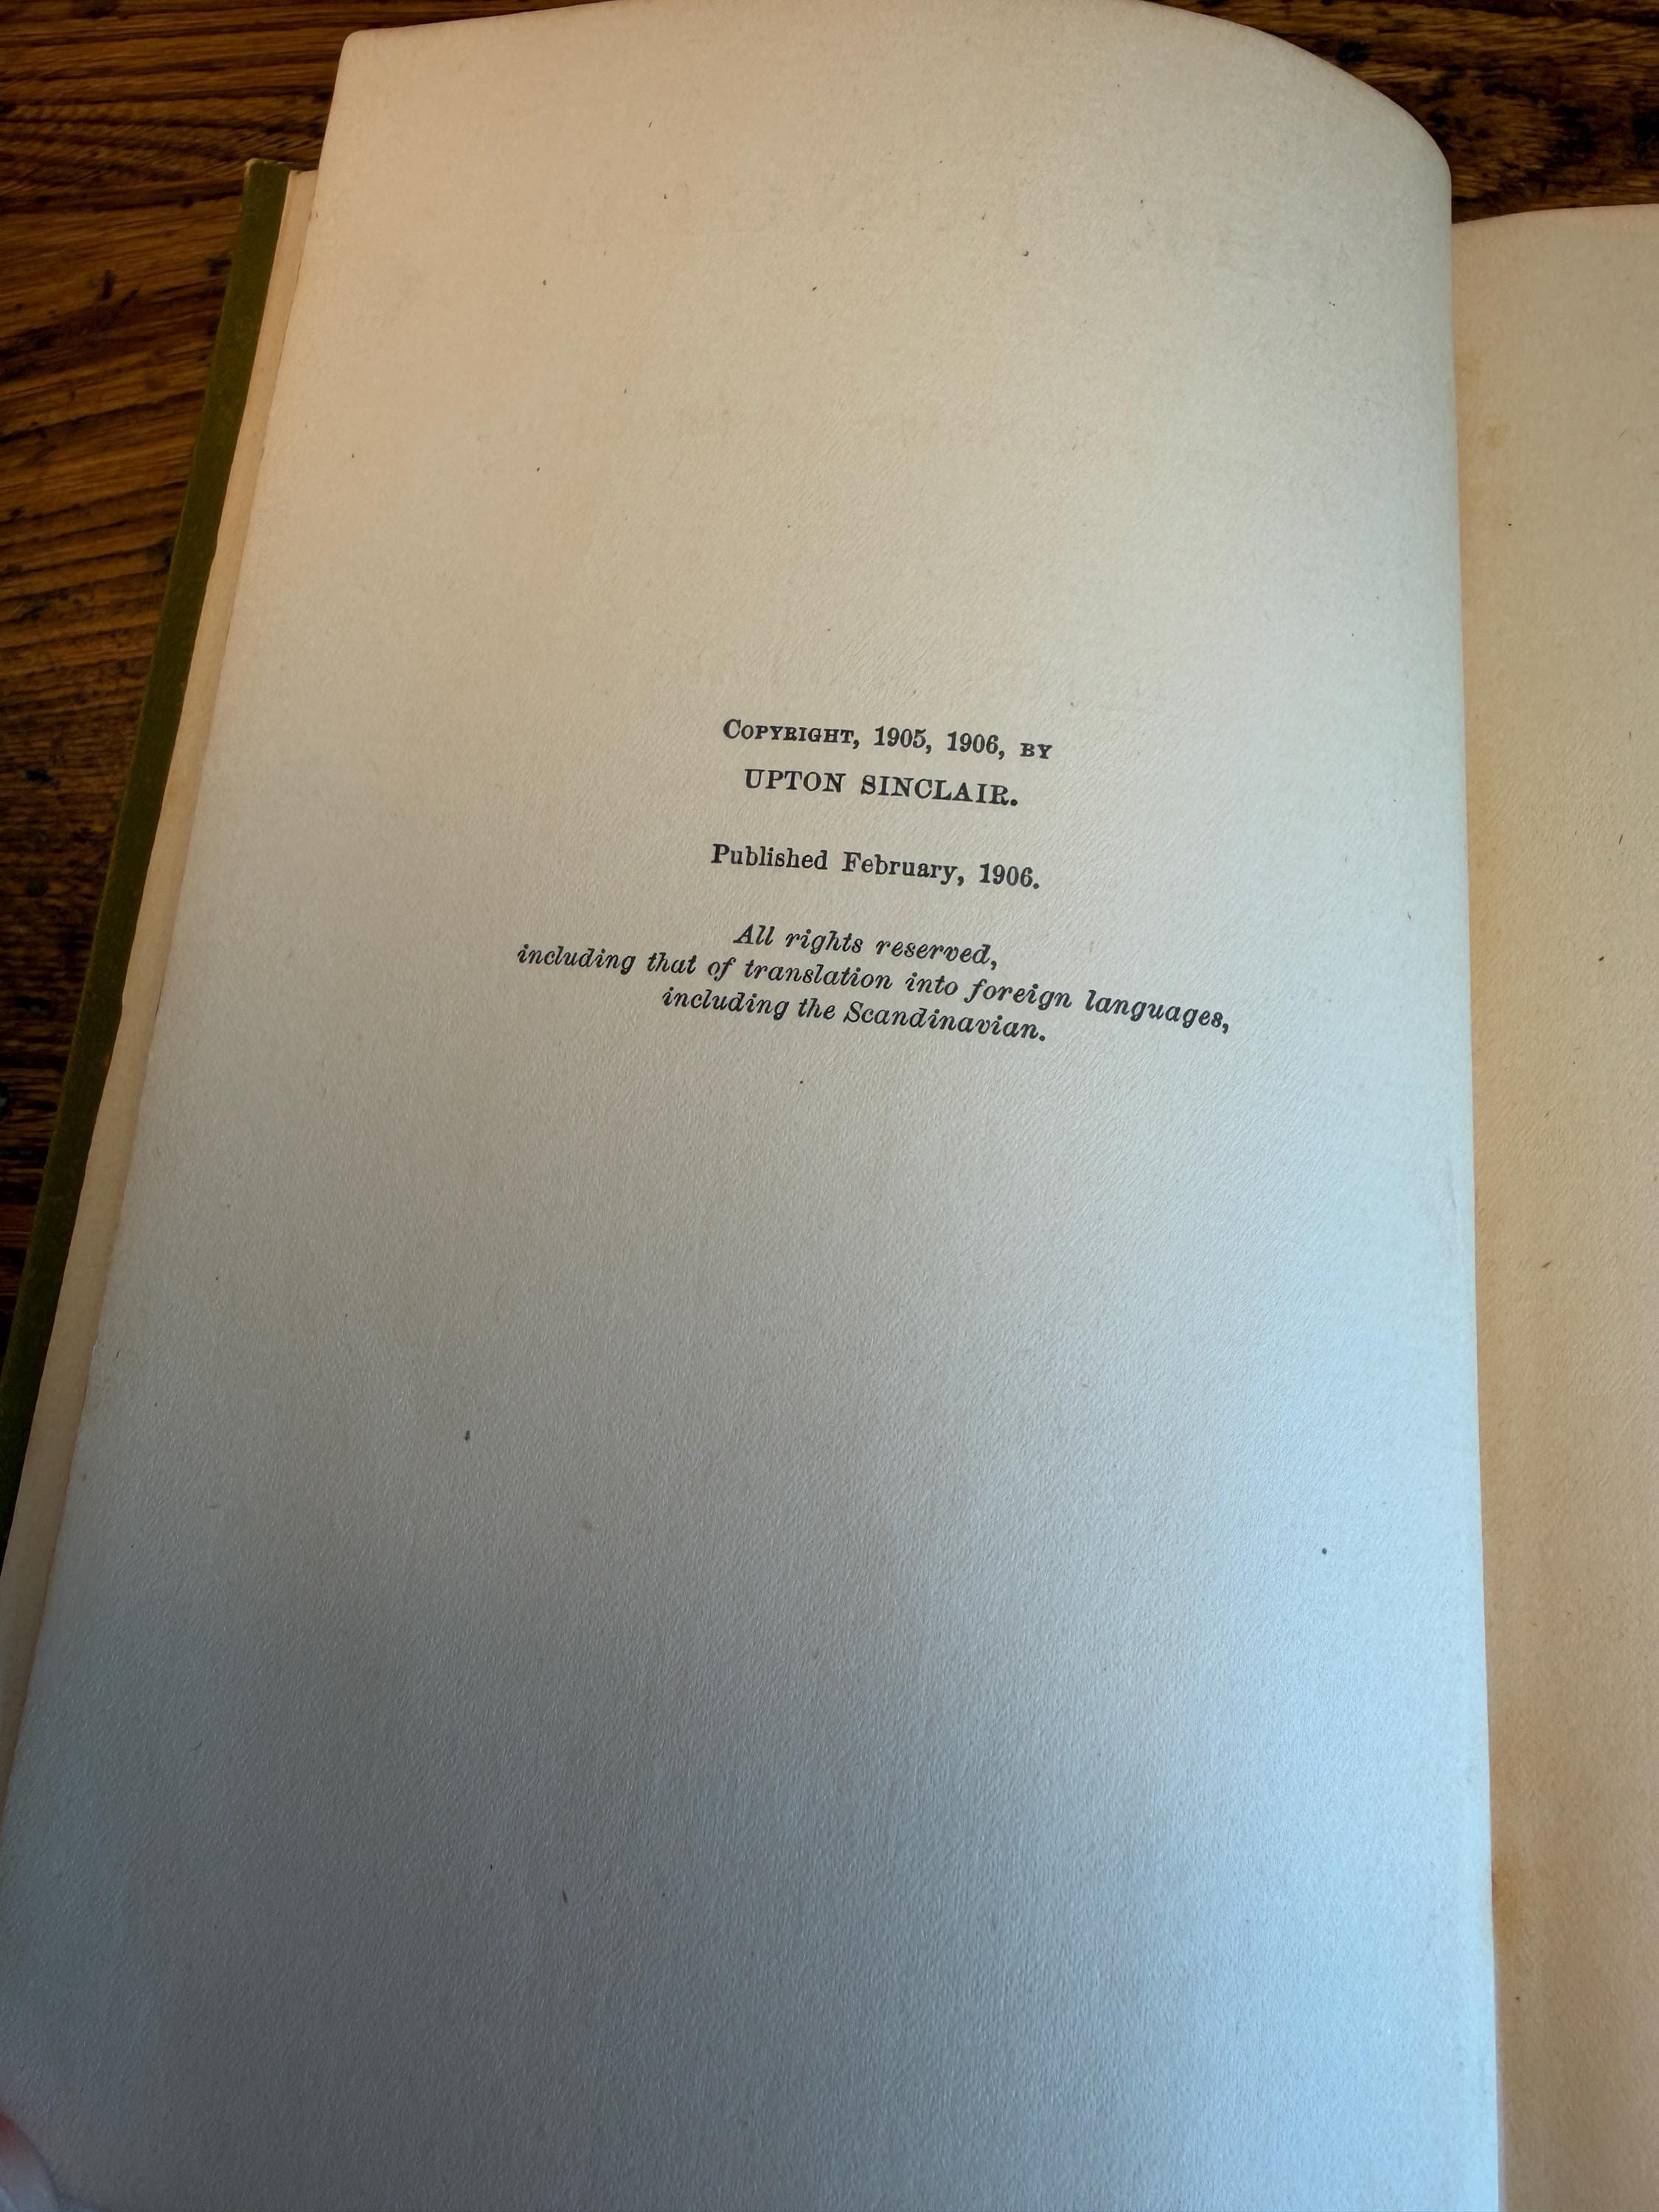 COPYRIGHT, 1905, 1906, BY
UPTON SINCLAIR.
Published February, 1906.
All rights reserved,
including that of translation into foreign languages,
including the Scandinavian.